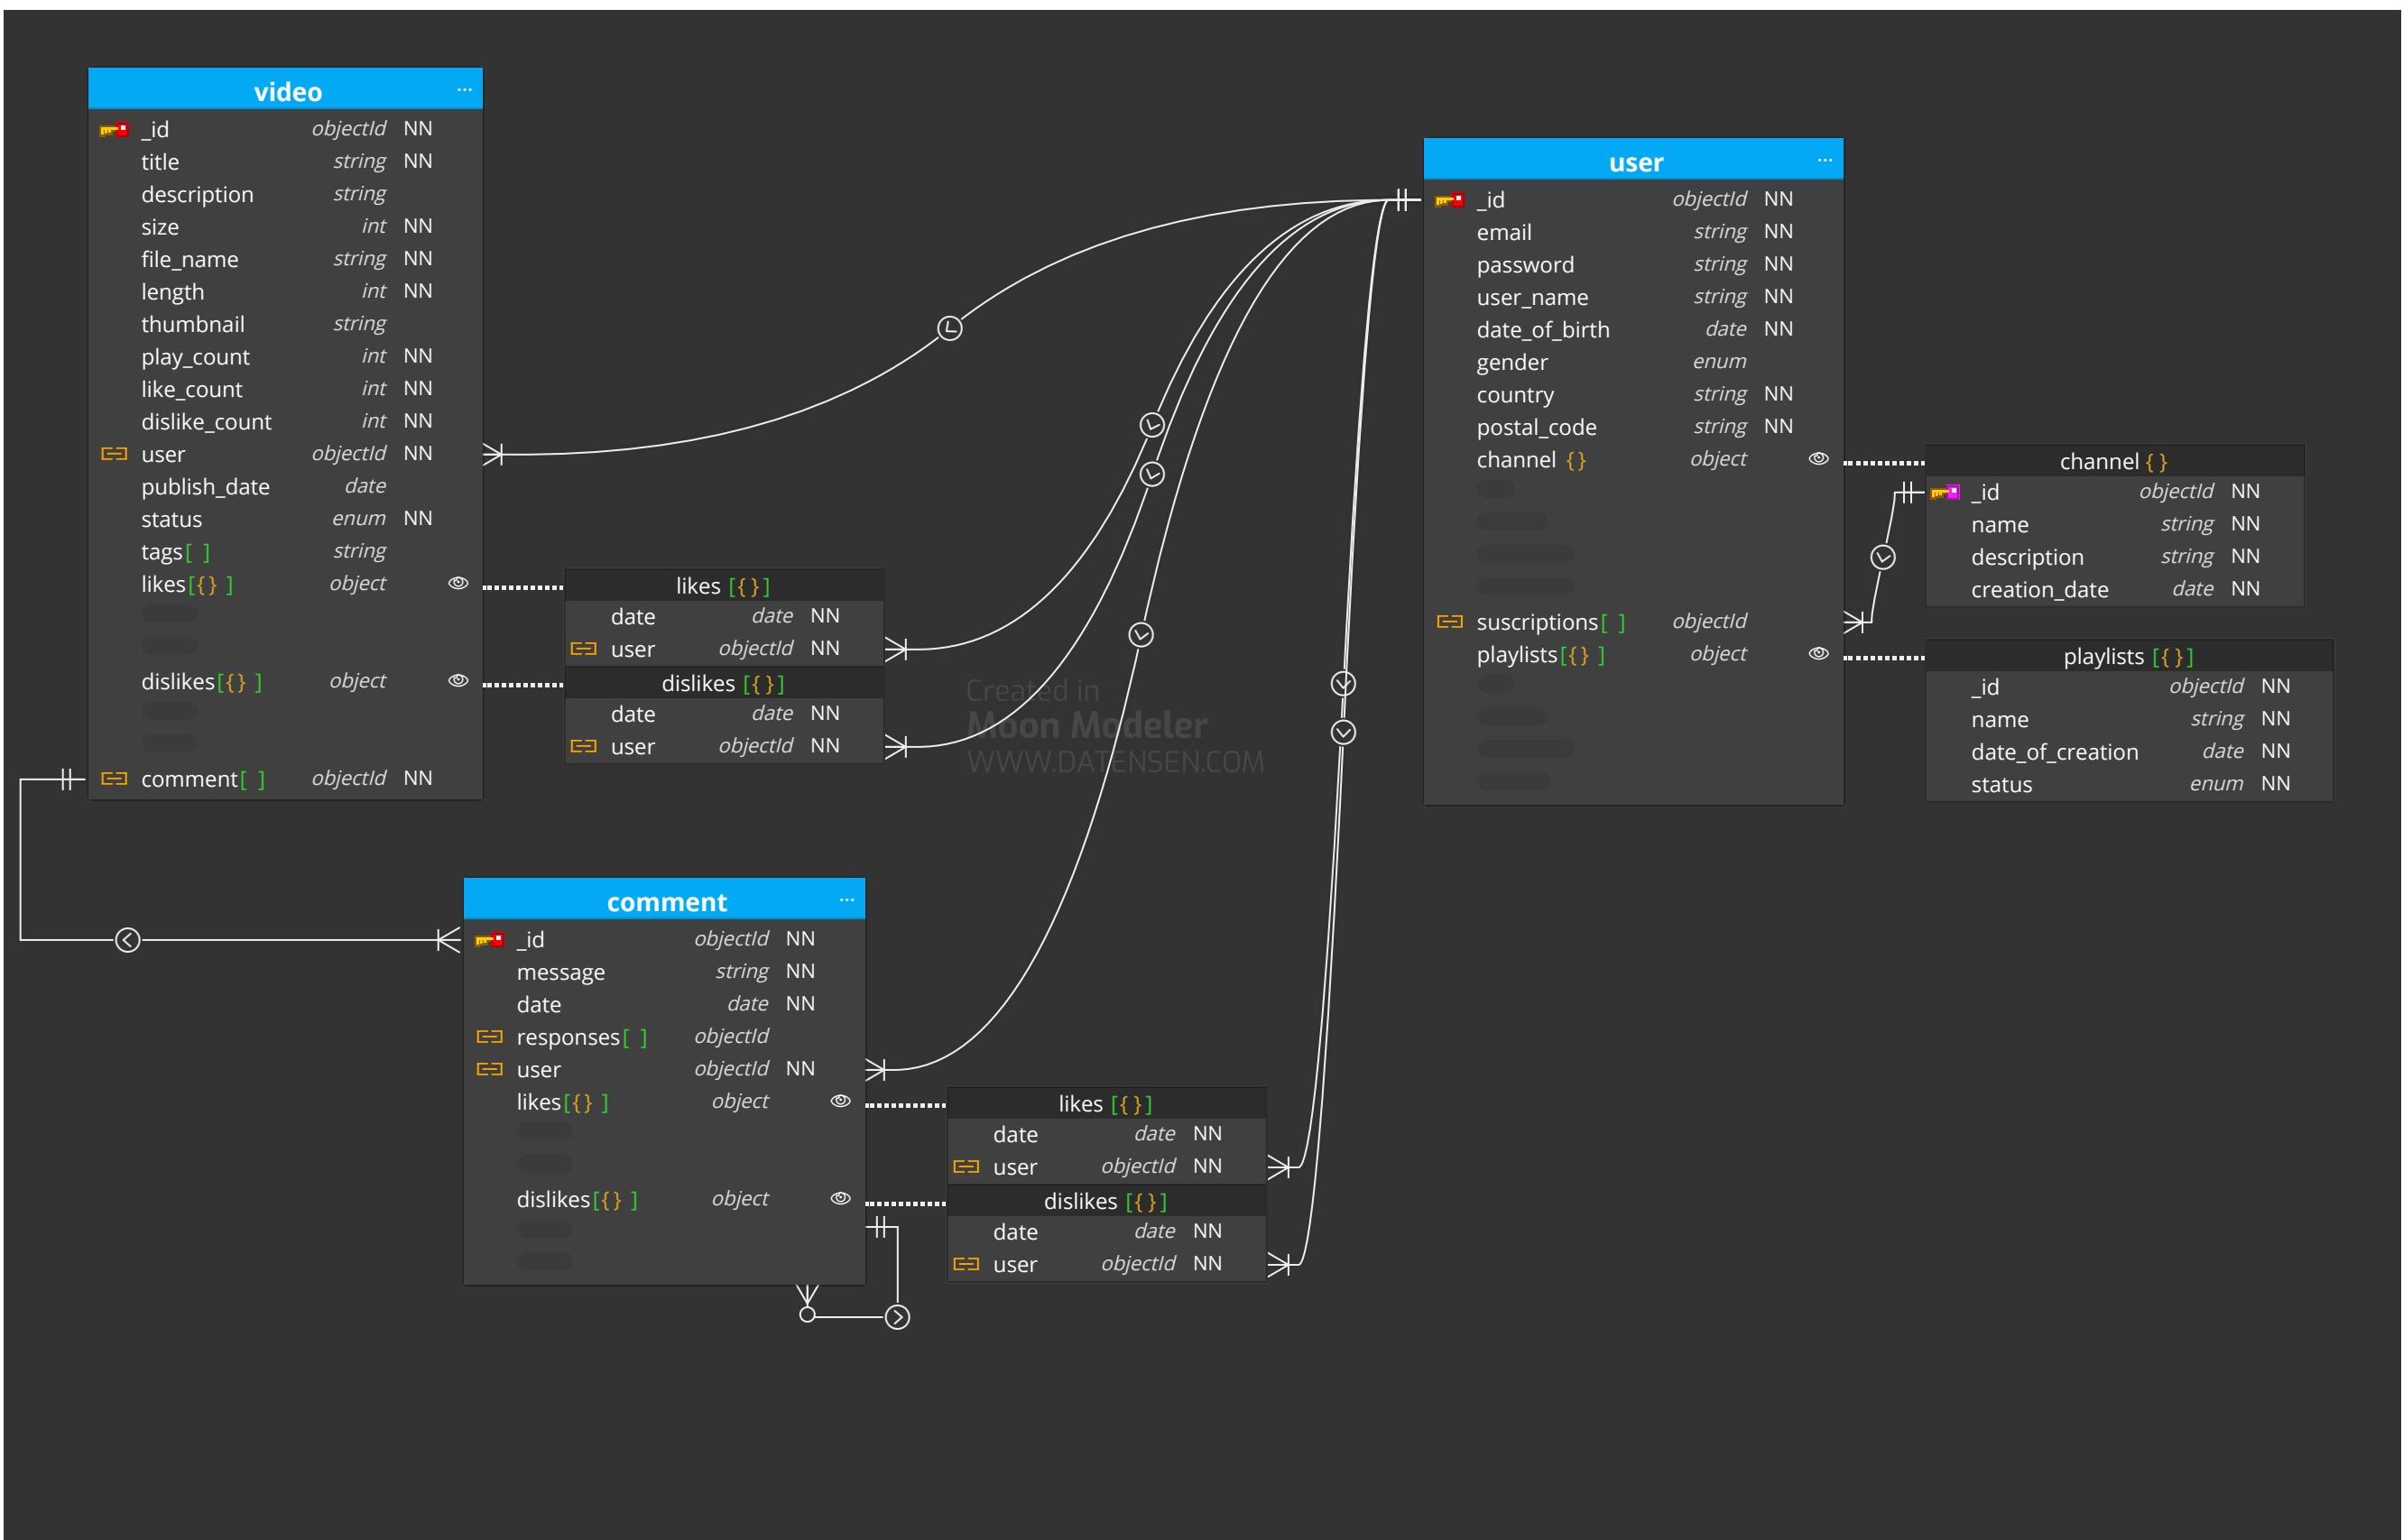 video ...
_id objectId NN
title string NN
description string
size int NN
file_name string NN
length int NN
thumbnail string
play_count int NN
like_count int NN
dislike_count int NN
user objectId NN
publish_date date
status enum NN
tags[ ] string
likes[{} ] object
dislikes[{} ] object
comment[ ] objectId NN
likes [{}]
date date NN
user objectId NN
dislikes [{}]
date date NN
user objectId NN
Created in
Moon Modeler
WWW.DATENSEN.COM
user ...
_id objectId NN
email string NN
password string NN
user_name string NN
date_of_birth date NN
gender enum
country string NN
postal_code string NN
channel {} object
suscriptions[ ] objectId
playlists[{} ] object
channel {}
_id objectId NN
name string NN
description string NN
creation_date date NN
playlists [{}]
_id objectId NN
name string NN
date_of_creation date NN
status enum NN
comment ...
_id objectId NN
message string NN
date date NN
responses[ ] objectId
user objectId NN
likes[{} ] object
dislikes[{} ] object
likes [{}]
date date NN
user objectId NN
dislikes [{}]
date date NN
user objectId NN